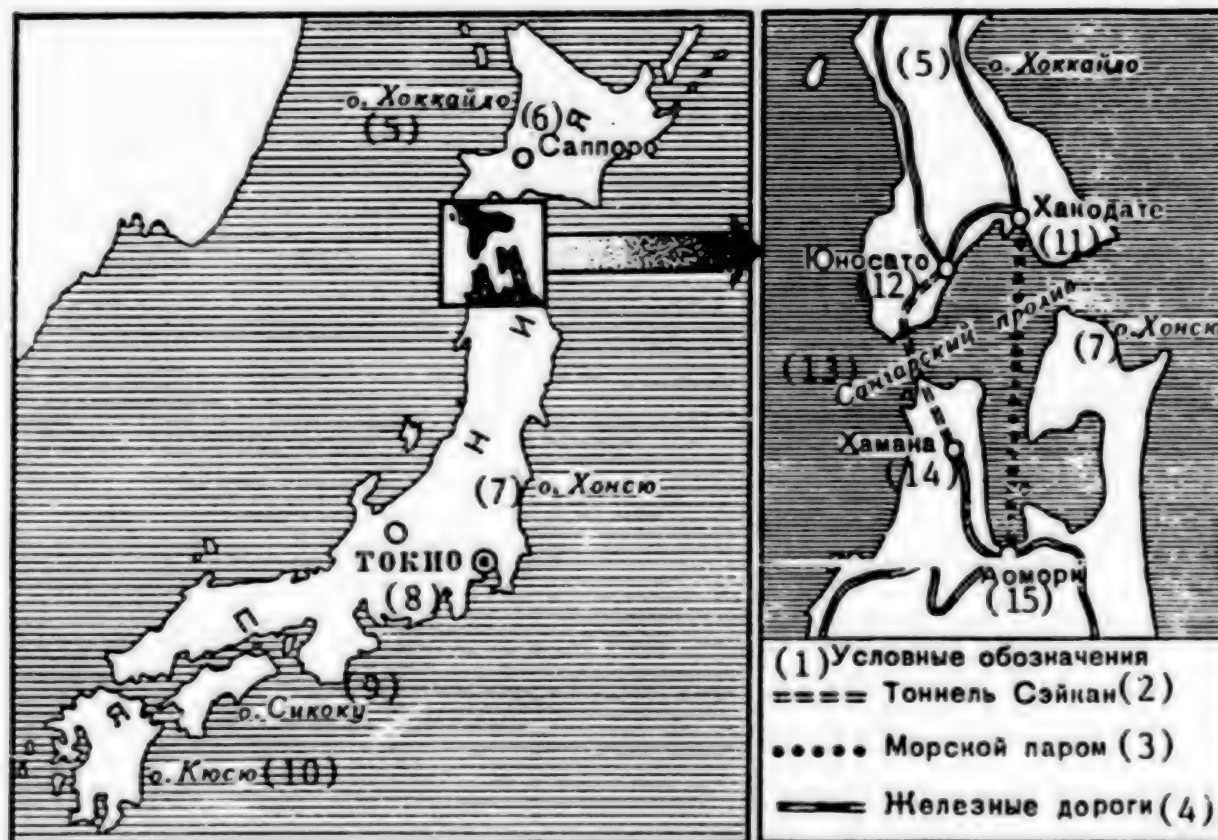 о. Хоккайдо
(5)
(6)
Саппоро
(7) о. Хонсю
ТОКИО
(8)
(9)
о. Сикоку
о. Кюсю (10)
ЯПОНИЯ
(5)
о. Хоккайдо
Хакодате
(11)
Юносато
(12)
(13)
Сангарский пролив
(7)
о. Хонсю
Хамана
(14)
Аомори
(15)
(1) Условные обозначения
Тоннель Сэйкан (2)
Морской паром (3)
Железные дороги (4)